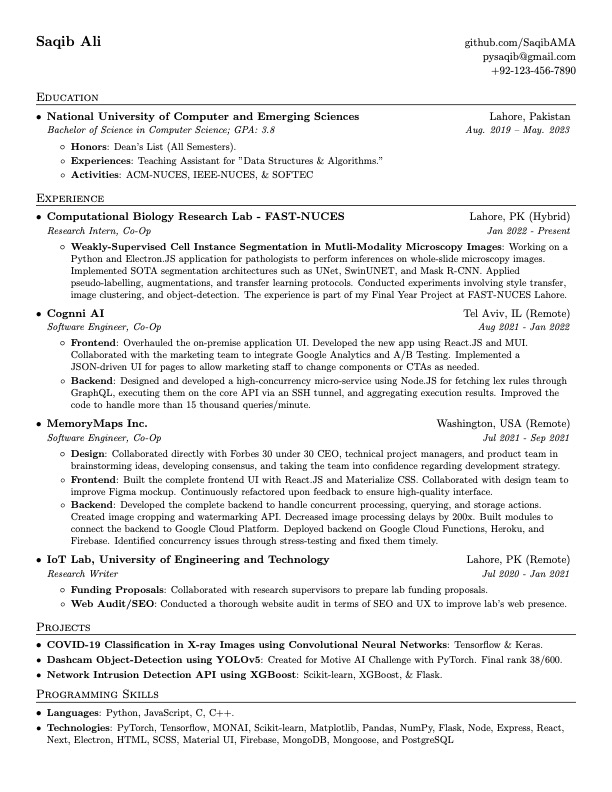 Saqib Ali
github.com/SaqibAMA
pysaqib@gmail.com
+92-123-456-7890
Education
• National University of Computer and Emerging Sciences Lahore, Pakistan
Bachelor of Science in Computer Science; GPA: 3.8 Aug. 2019 – May. 2023
◦ Honors: Dean's List (All Semesters).
◦ Experiences: Teaching Assistant for "Data Structures & Algorithms."
◦ Activities: ACM-NUCES, IEEE-NUCES, & SOFTEC
Experience
• Computational Biology Research Lab - FAST-NUCES Lahore, PK (Hybrid)
Research Intern, Co-Op Jan 2022 - Present
◦ Weakly-Supervised Cell Instance Segmentation in Mutli-Modality Microscopy Images: Working on a
Python and Electron.JS application for pathologists to perform inferences on whole-slide microscopy images.
Implemented SOTA segmentation architectures such as UNet, SwinUNET, and Mask R-CNN. Applied
pseudo-labelling, augmentations, and transfer learning protocols. Conducted experiments involving style transfer,
image clustering, and object-detection. The experience is part of my Final Year Project at FAST-NUCES Lahore.
• Cognni AI Tel Aviv, IL (Remote)
Software Engineer, Co-Op Aug 2021 - Jan 2022
◦ Frontend: Overhauled the on-premise application UI. Developed the new app using React.JS and MUI.
Collaborated with the marketing team to integrate Google Analytics and A/B Testing. Implemented a
JSON-driven UI for pages to allow marketing staff to change components or CTAs as needed.
◦ Backend: Designed and developed a high-concurrency micro-service using Node.JS for fetching lex rules through
GraphQL, executing them on the core API via an SSH tunnel, and aggregating execution results. Improved the
code to handle more than 15 thousand queries/minute.
• MemoryMaps Inc. Washington, USA (Remote)
Software Engineer, Co-Op Jul 2021 - Sep 2021
◦ Design: Collaborated directly with Forbes 30 under 30 CEO, technical project managers, and product team in
brainstorming ideas, developing consensus, and taking the team into confidence regarding development strategy.
◦ Frontend: Built the complete frontend UI with React.JS and Materialize CSS. Collaborated with design team to
improve Figma mockup. Continuously refactored upon feedback to ensure high-quality interface.
◦ Backend: Developed the complete backend to handle concurrent processing, querying, and storage actions.
Created image cropping and watermarking API. Decreased image processing delays by 200x. Built modules to
connect the backend to Google Cloud Platform. Deployed backend on Google Cloud Functions, Heroku, and
Firebase. Identified concurrency issues through stress-testing and fixed them timely.
• IoT Lab, University of Engineering and Technology Lahore, PK (Remote)
Research Writer Jul 2020 - Jan 2021
◦ Funding Proposals: Collaborated with research supervisors to prepare lab funding proposals.
◦ Web Audit/SEO: Conducted a thorough website audit in terms of SEO and UX to improve lab's web presence.
Projects
• COVID-19 Classification in X-ray Images using Convolutional Neural Networks: Tensorflow & Keras.
• Dashcam Object-Detection using YOLOv5: Created for Motive AI Challenge with PyTorch. Final rank 38/600.
• Network Intrusion Detection API using XGBoost: Scikit-learn, XGBoost, & Flask.
Programming Skills
• Languages: Python, JavaScript, C, C++.
• Technologies: PyTorch, Tensorflow, MONAI, Scikit-learn, Matplotlib, Pandas, NumPy, Flask, Node, Express, React,
Next, Electron, HTML, SCSS, Material UI, Firebase, MongoDB, Mongoose, and PostgreSQL